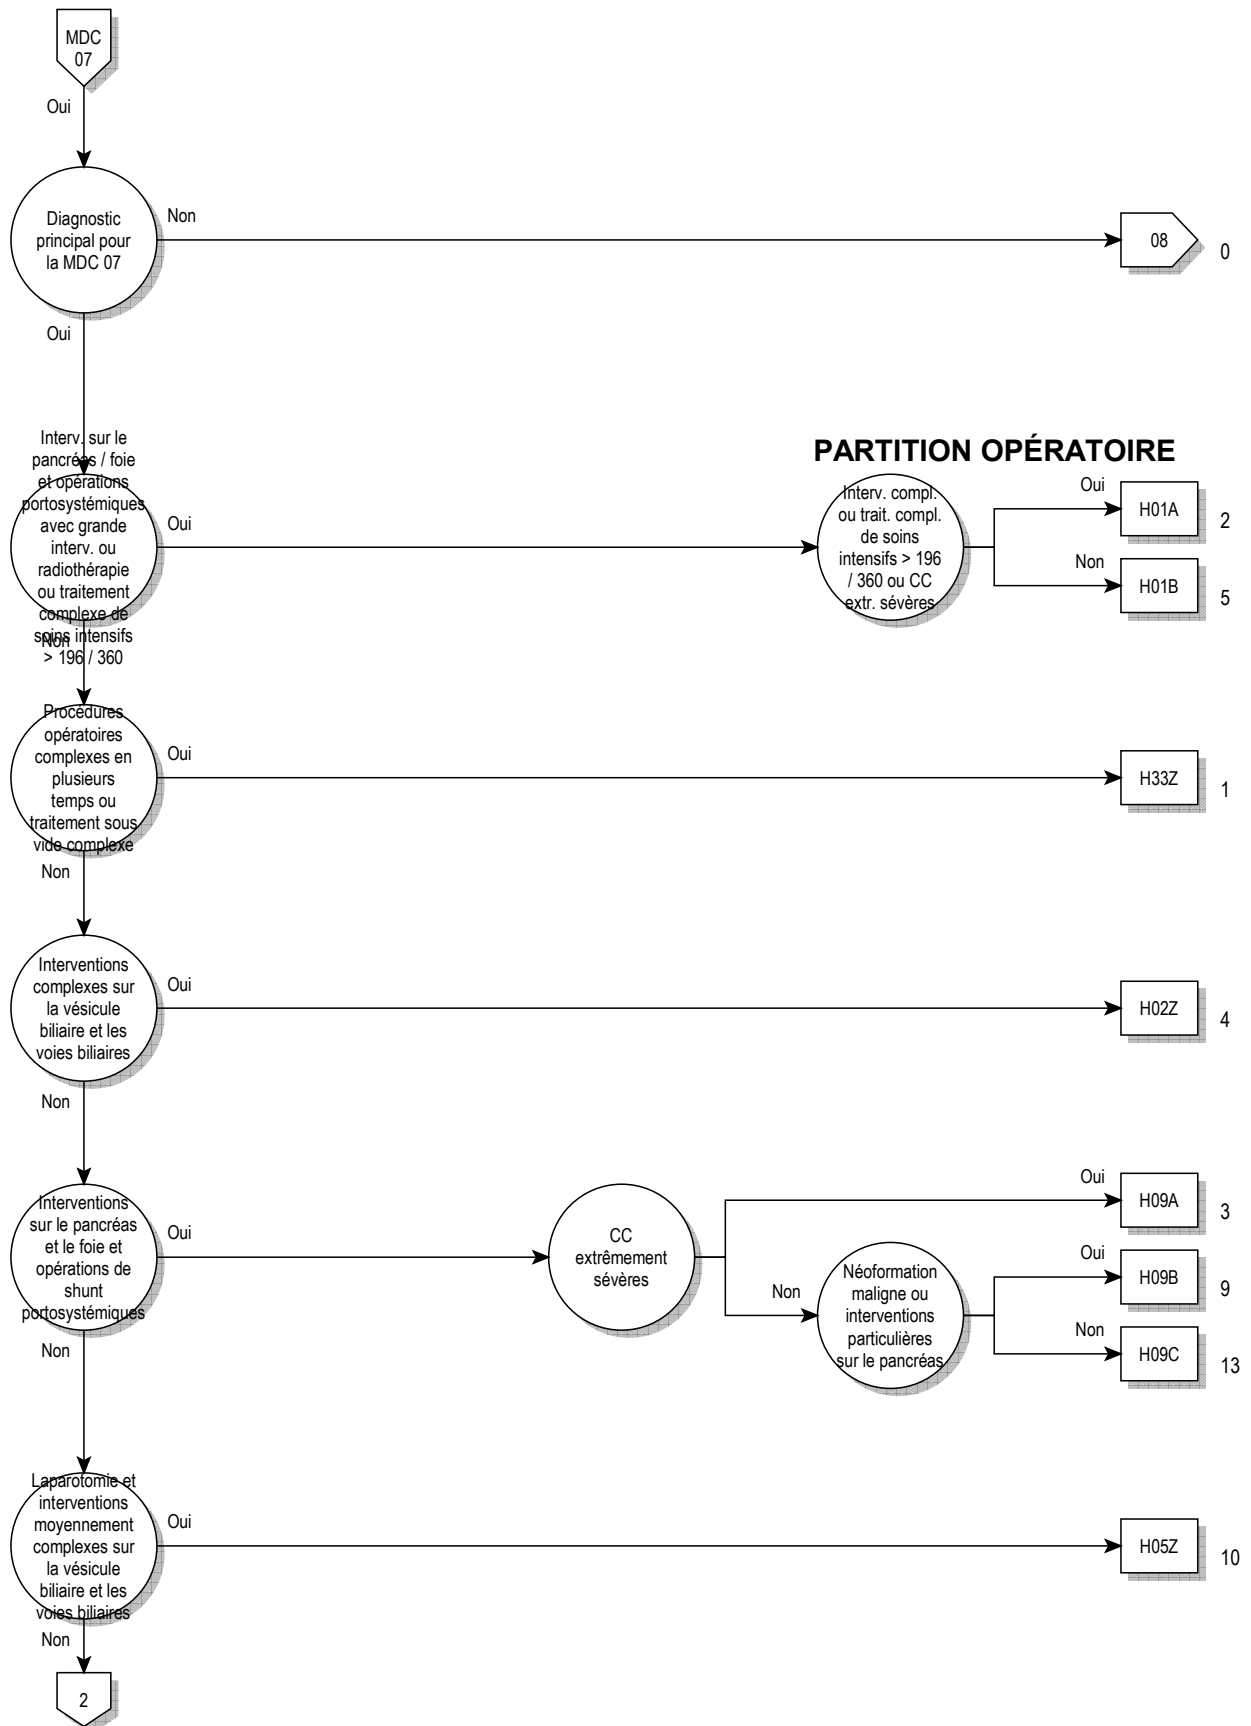 MDC
07
Oui
Diagnostic
principal pour
la MDC 07
Non
08
0
Oui
PARTITION OPÉRATOIRE
Interv. sur le
pancréas / foie
et opérations
portosystémiques
avec grande
interv. ou
radiothérapie
ou traitement
complexe de
soins intensifs
> 196 / 360
Oui
Interv. compl.
ou trait. compl.
de soins
intensifs > 196
/ 360 ou CC
extr. sévères
Oui
H01A
2
Non
H01B
5
Non
Procédures
opératoires
complexes en
plusieurs
temps ou
traitement sous
vide complexe
Oui
H33Z
1
Non
Interventions
complexes sur
la vésicule
biliaire et les
voies biliaires
Oui
H02Z
4
Non
Interventions
sur le pancréas
et le foie et
opérations de
shunt
portosystémiques
Oui
CC
extrêmement
sévères
Oui
H09A
3
Non
Néoformation
maligne ou
interventions
particulières
sur le pancréas
Oui
H09B
9
Non
H09C
13
Non
Laparotomie et
interventions
moyennement
complexes sur
la vésicule
biliaire et les
voies biliaires
Oui
H05Z
10
Non
2